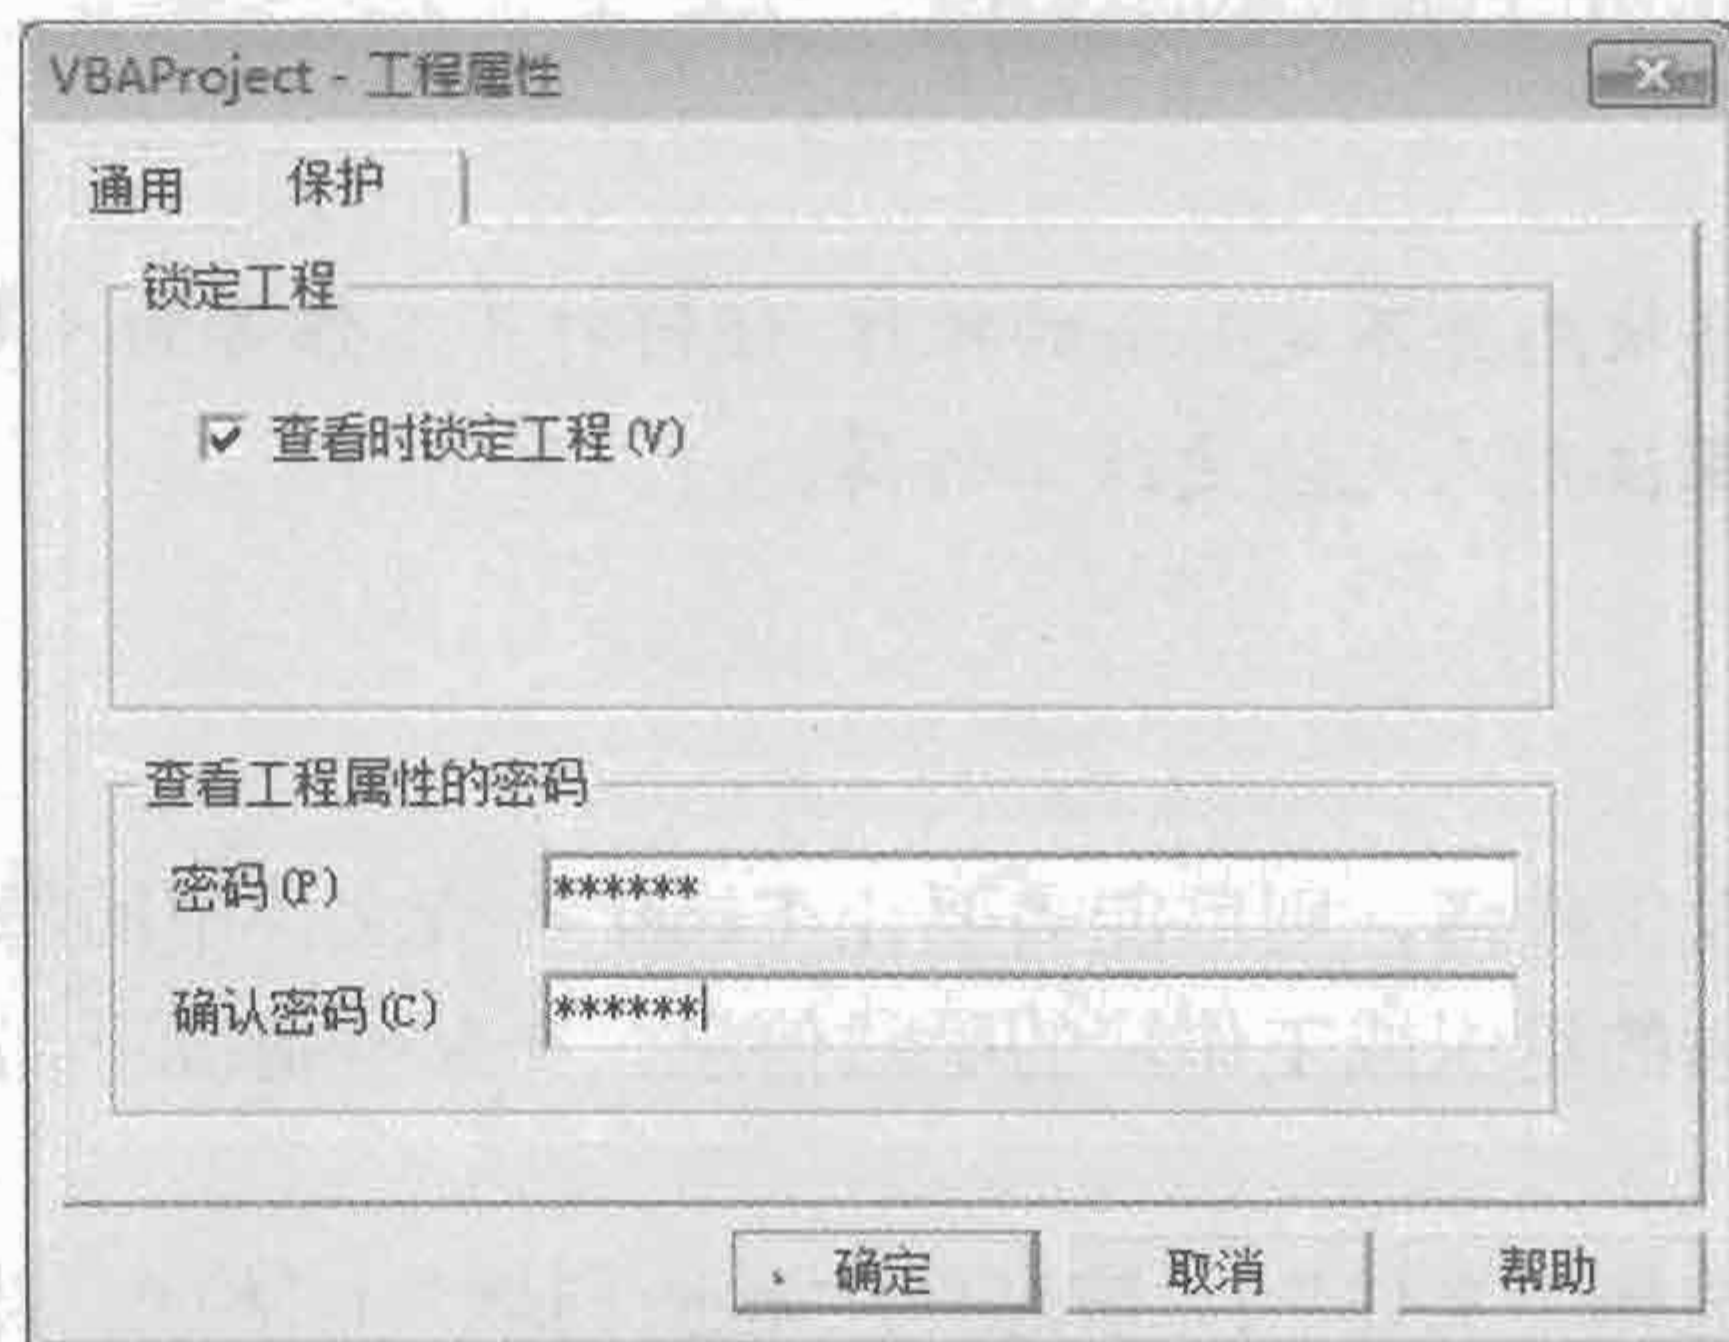 VBAProject - 工程属性
通用 保护
锁定工程
查看时锁定工程(V)
查看工程属性的密码
密码(P) ******
确认密码(C) ******
确定 取消 帮助